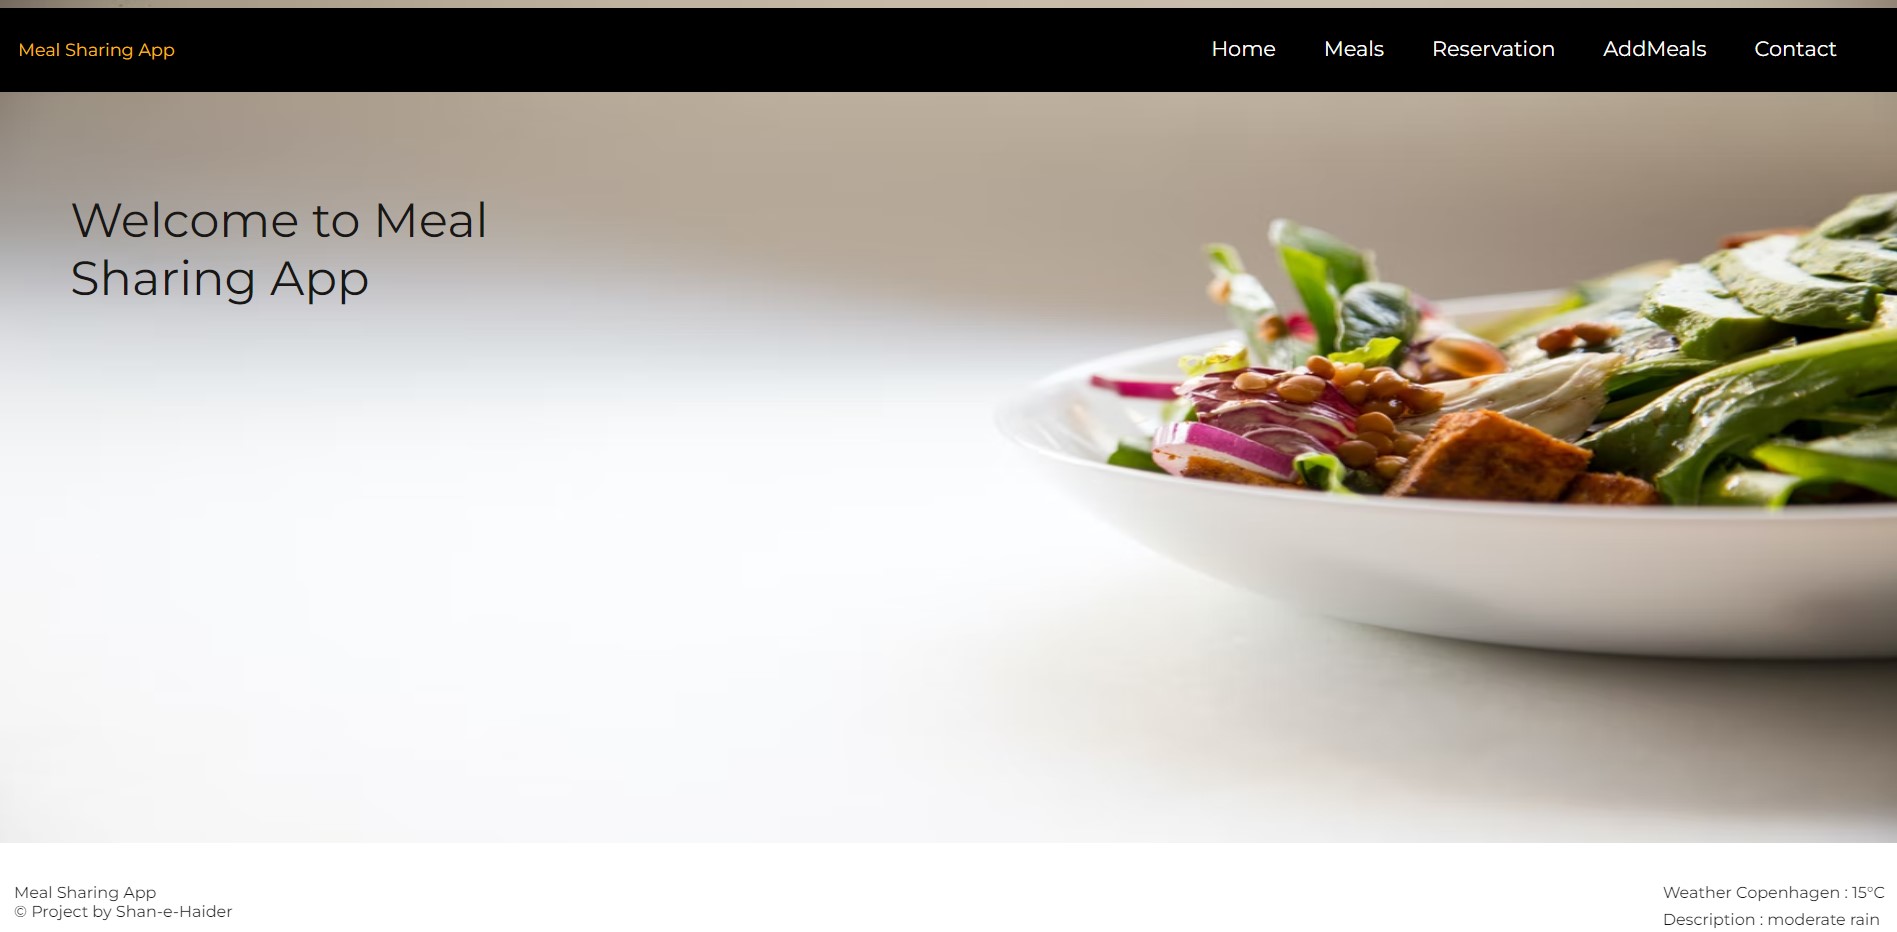 Meal Sharing App
Home
Meals
Reservation
AddMeals
Contact
Welcome to Meal
Sharing App
Meal Sharing App
© Project by Shan-e-Haider
Weather Copenhagen : 15°C
Description : moderate rain